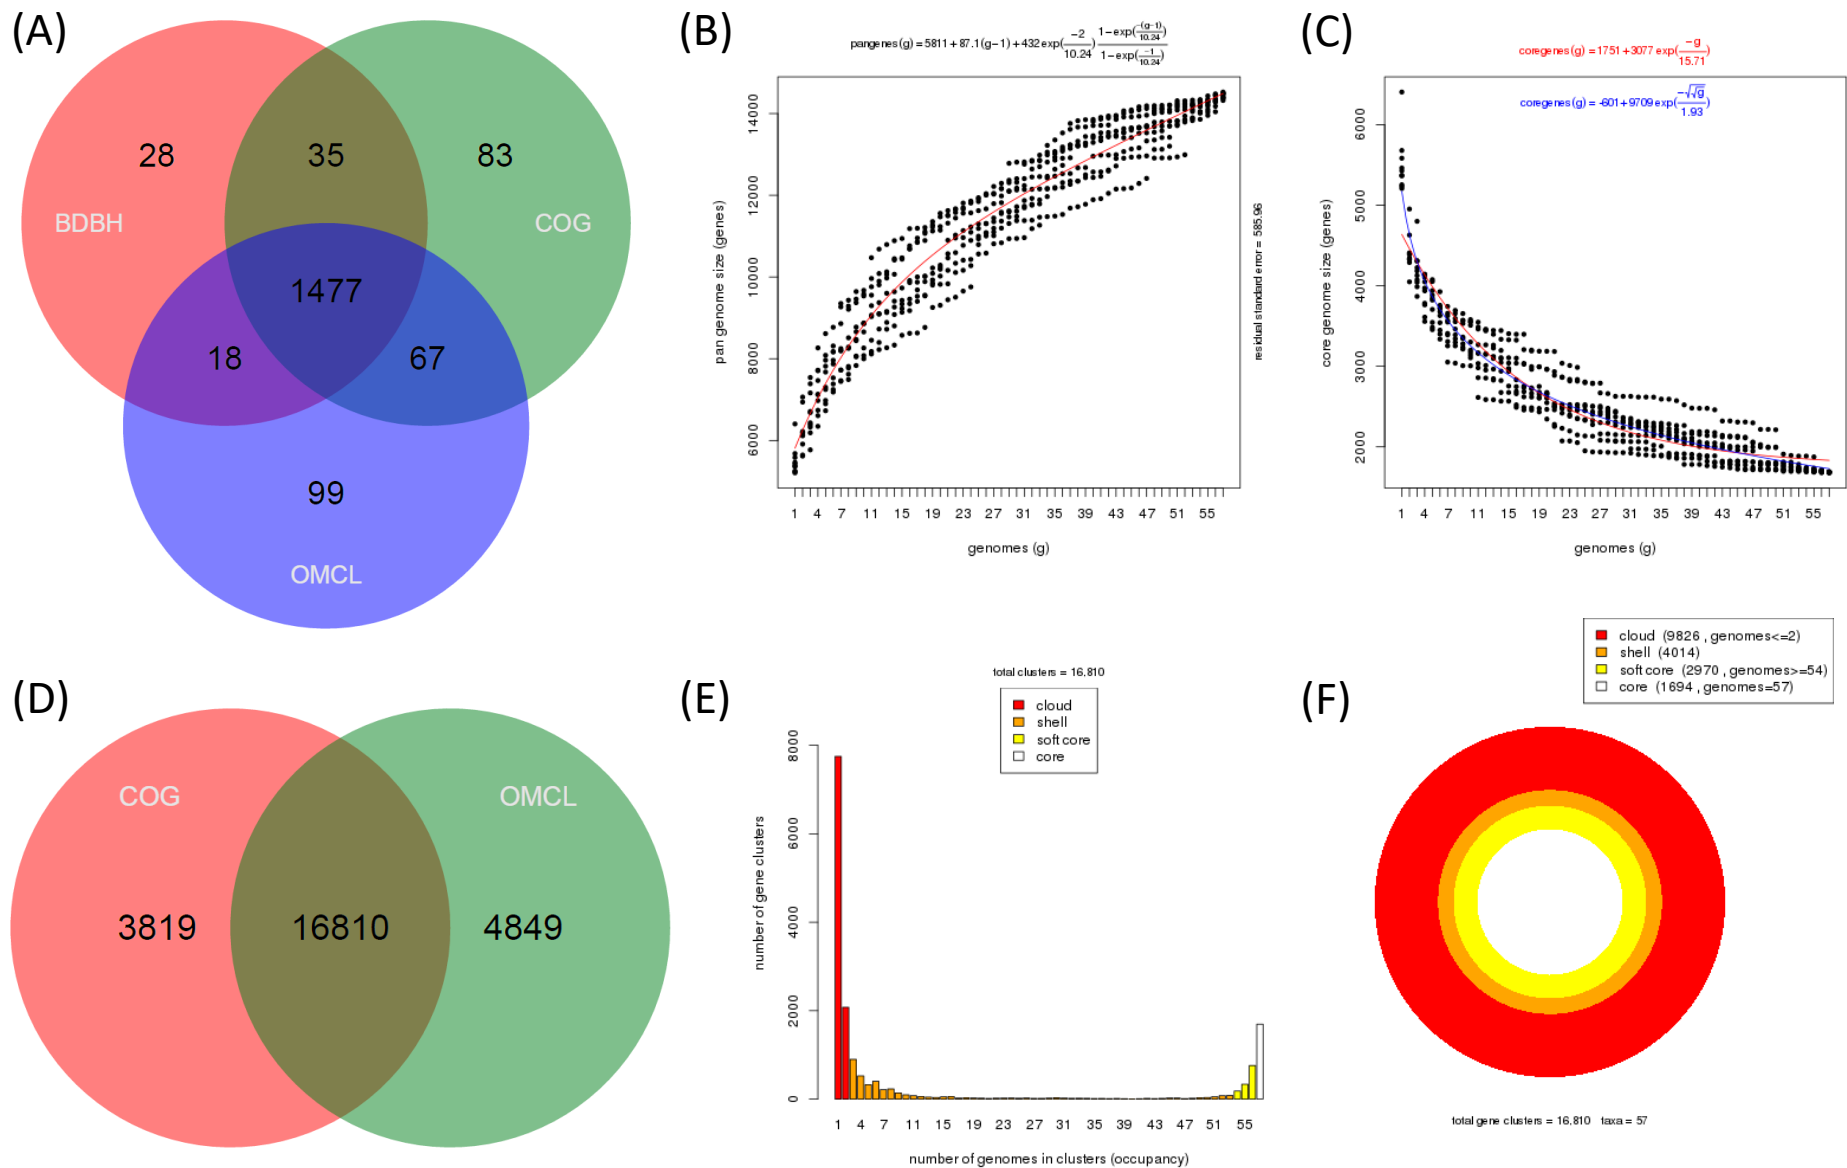 (A)
28
35
83
BDBH
COG
1477
18
67
99
OMCL
(B)
pangenes(g) = 5811 + 87.1 (g-1) + 432 exp(-2/10.24) 1 - exp(-(g-1)/10.24) / 1 - exp(-1/10.24)
pan genome size (genes)
14000
12000
10000
8000
6000
1 4 7 11 15 19 23 27 31 35 39 43 47 51 55
genomes (g)
residual standard error = 585.96
(C)
coregenes(g) = 1751 + 3077 exp(-g/15.71)
coregenes(g) = -601 + 9709 exp(-√√g/1.93)
core genome size (genes)
6000
5000
4000
3000
2000
1 4 7 11 15 19 23 27 31 35 39 43 47 51 55
genomes (g)
(D)
COG
OMCL
3819
16810
4849
(E)
total clusters = 16,810
cloud
shell
soft core
core
number of gene clusters
8000
6000
4000
2000
0
1 4 7 11 15 19 23 27 31 35 39 43 47 51 55
number of genomes in clusters (occupancy)
(F)
cloud (9826 , genomes<=2)
shell (4014)
soft core (2970 , genomes>=54)
core (1694 , genomes=57)
total gene clusters = 16,810 taxa = 57